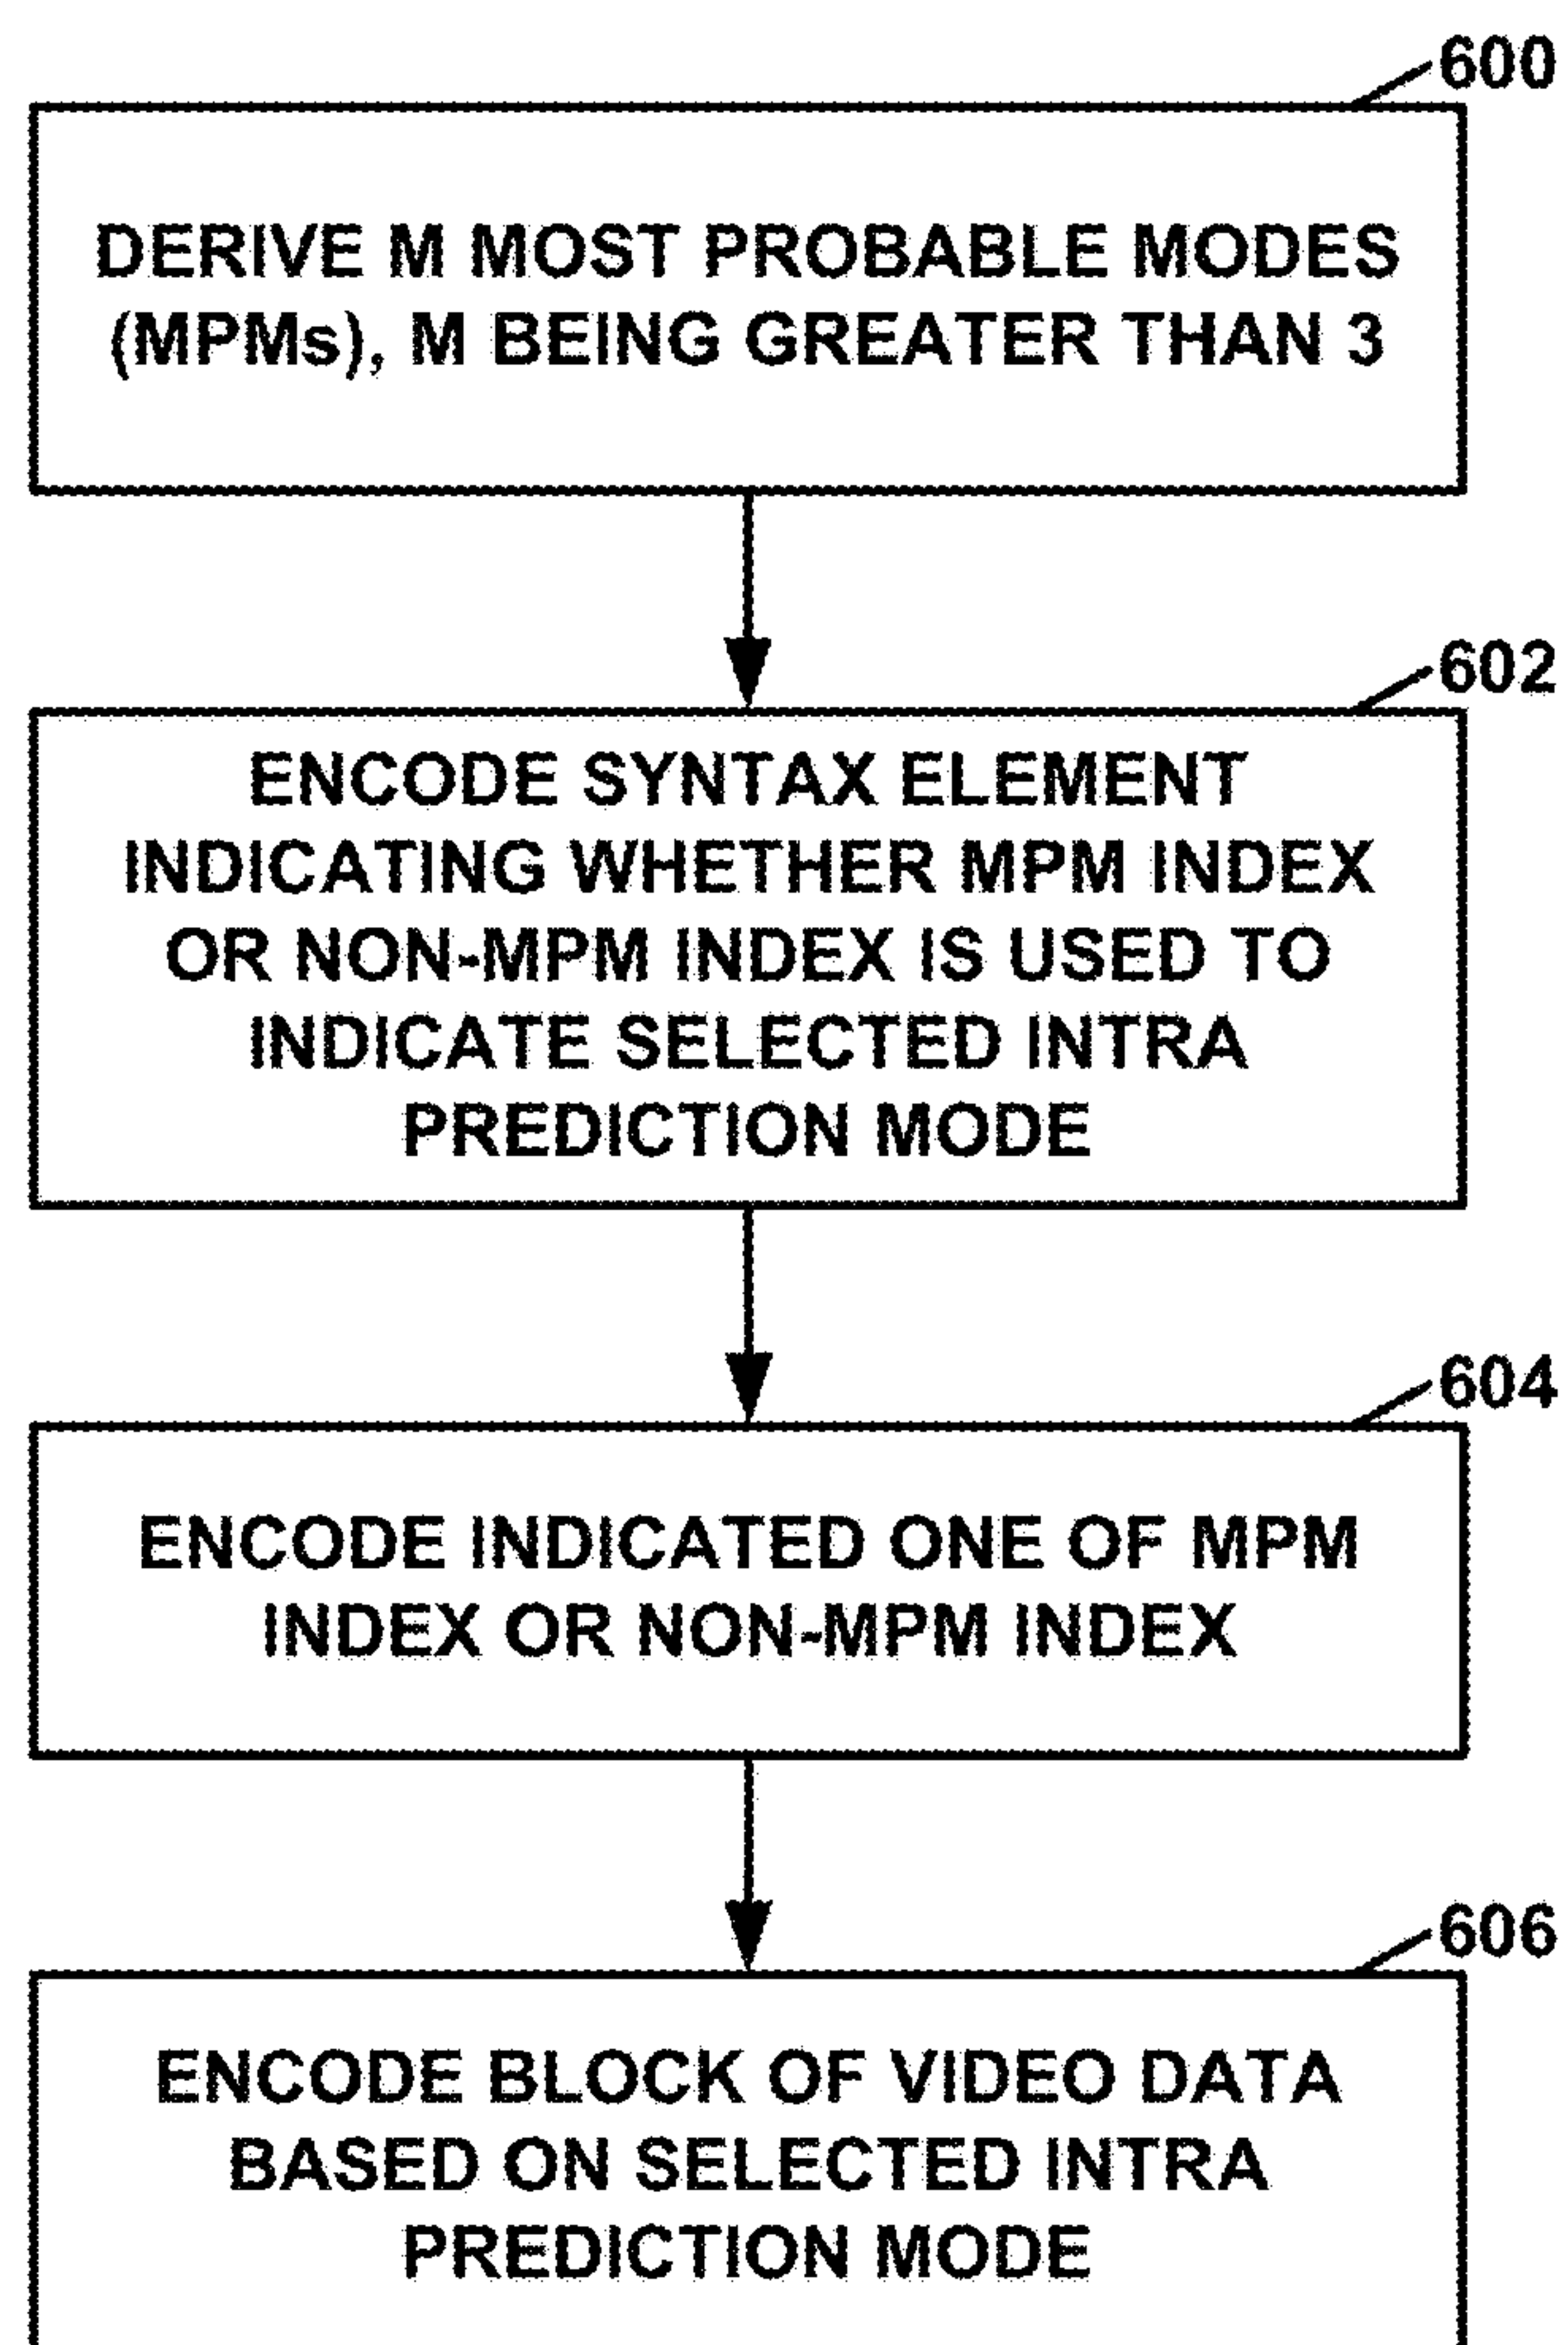 600
DERIVE M MOST PROBABLE MODES
(MPMs), M BEING GREATER THAN 3
602
ENCODE SYNTAX ELEMENT
INDICATING WHETHER MPM INDEX
OR NON-MPM INDEX IS USED TO
INDICATE SELECTED INTRA
PREDICTION MODE
604
ENCODE INDICATED ONE OF MPM
INDEX OR NON-MPM INDEX
606
ENCODE BLOCK OF VIDEO DATA
BASED ON SELECTED INTRA
PREDICTION MODE